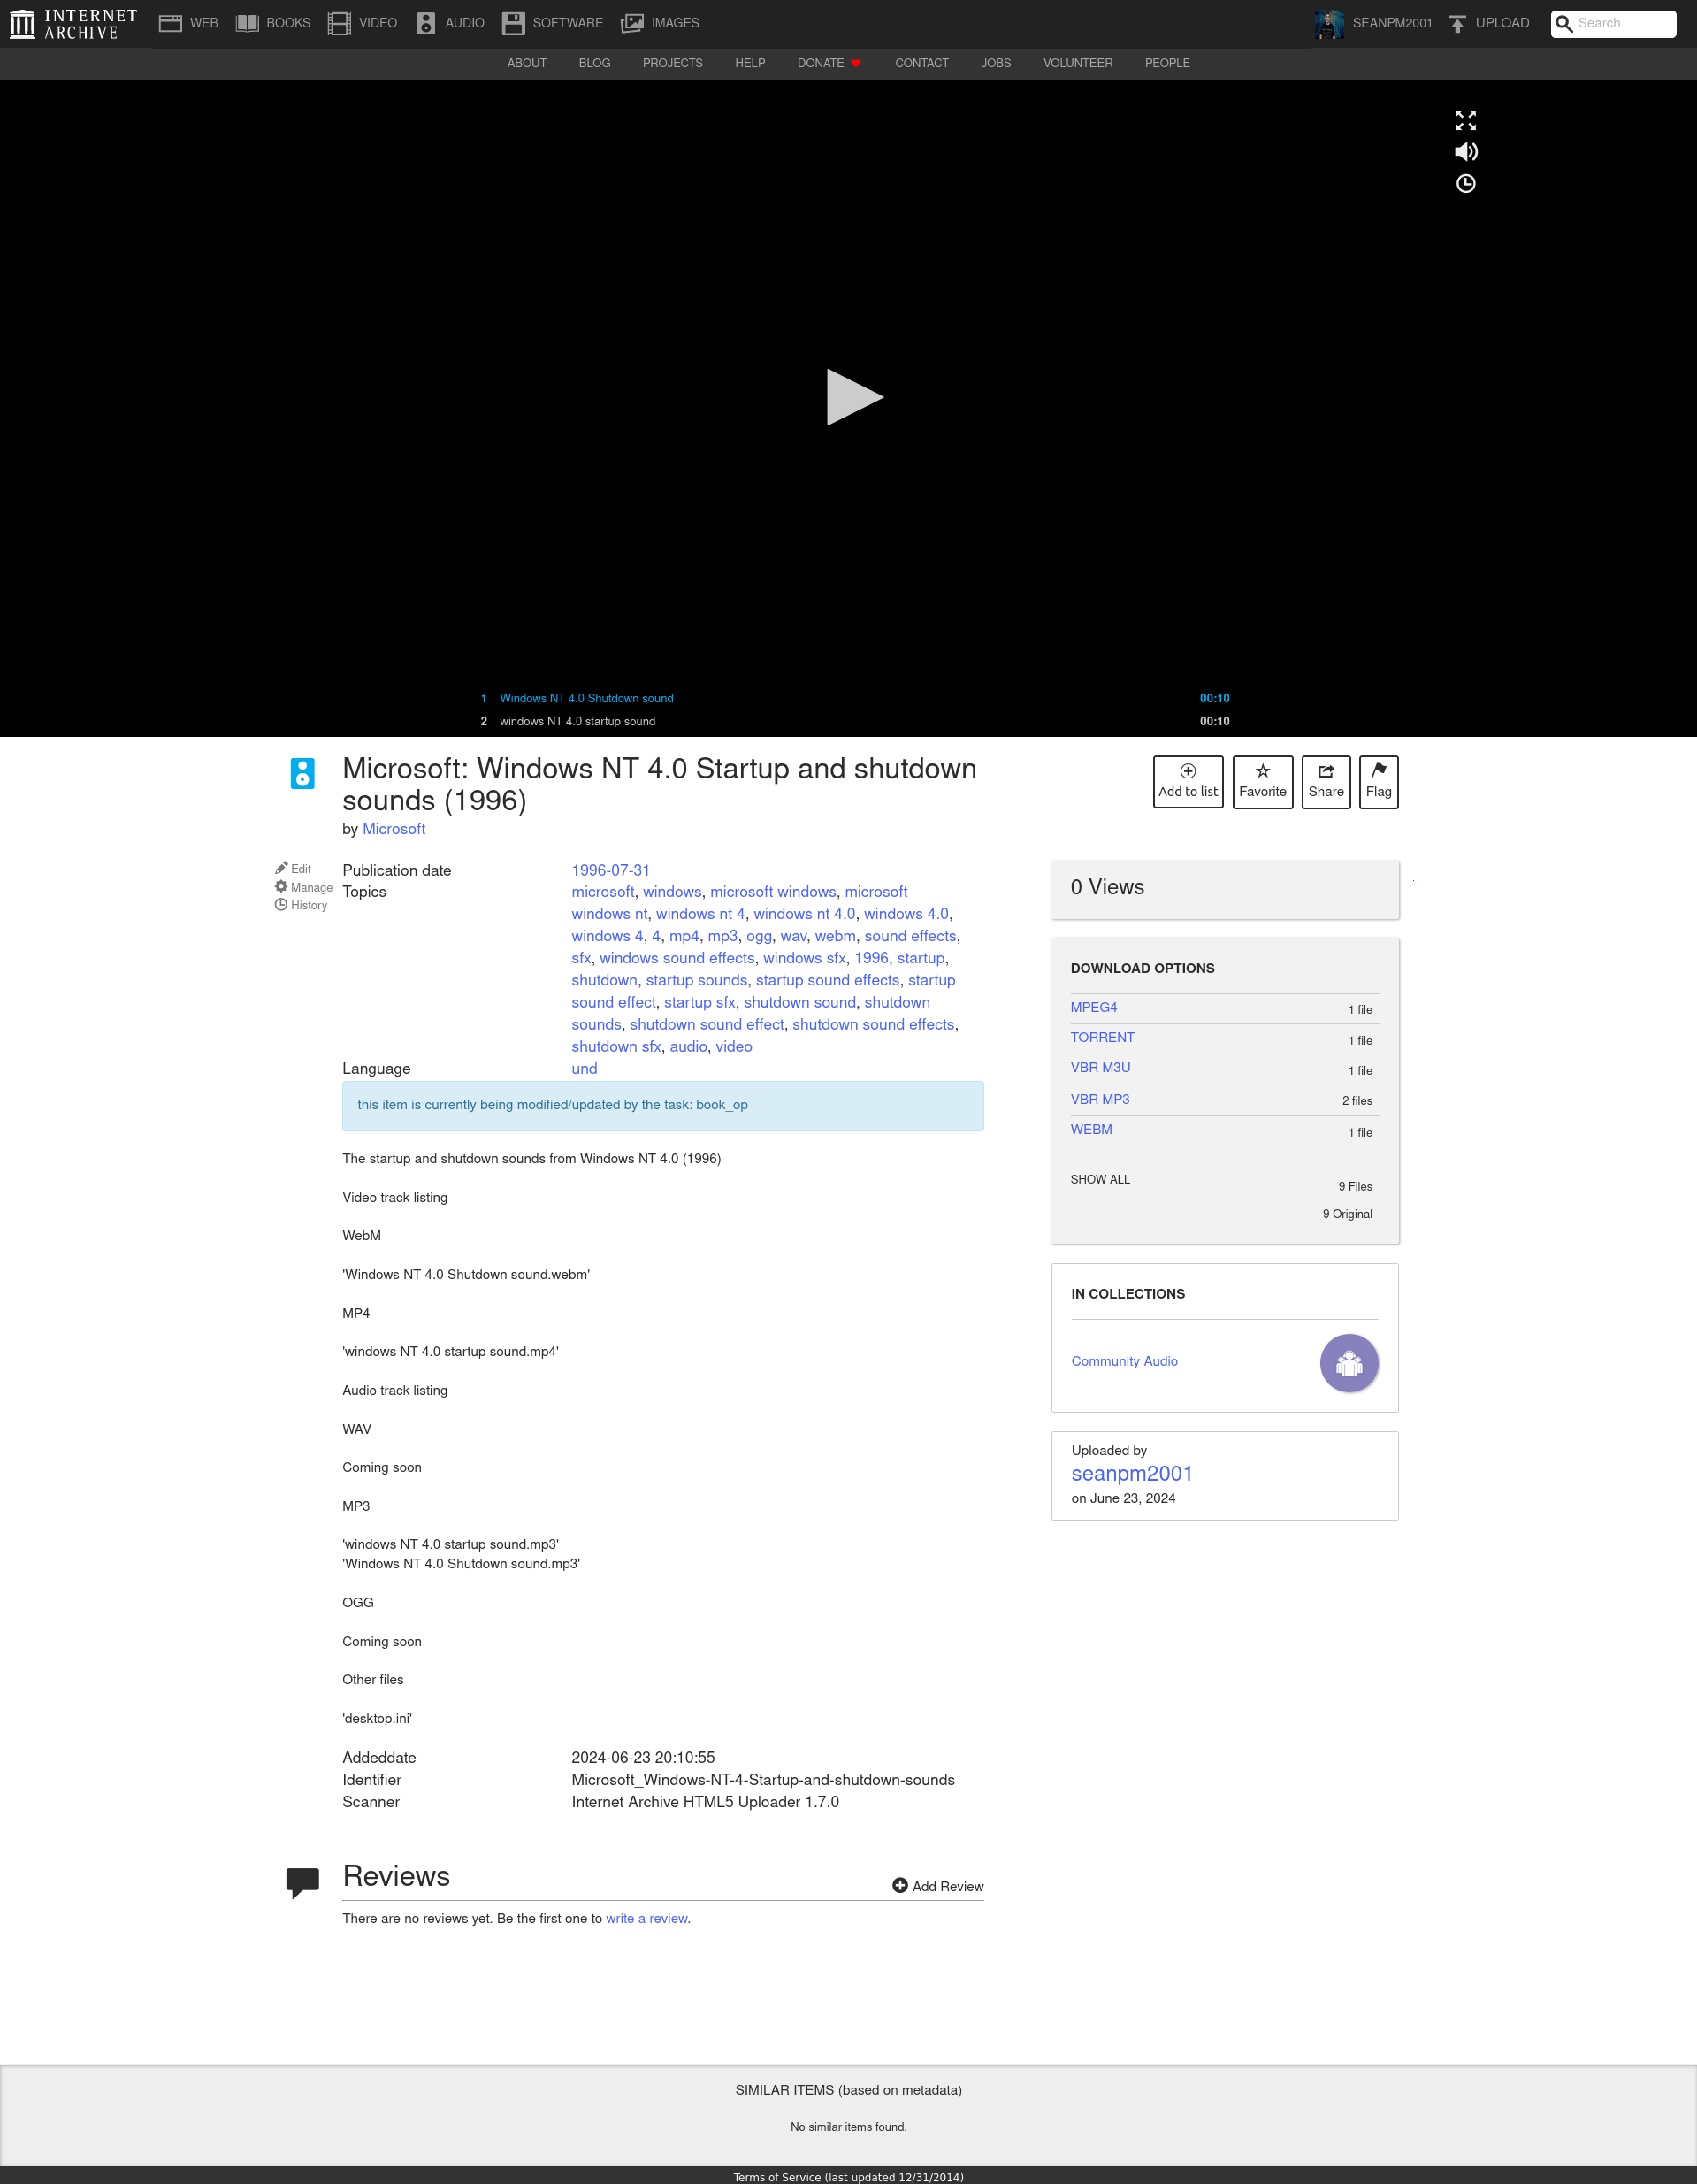 INTERNET ARCHIVE
WEB BOOKS VIDEO AUDIO SOFTWARE IMAGES SEANPM2001 UPLOAD Search
ABOUT BLOG PROJECTS HELP DONATE CONTACT JOBS VOLUNTEER PEOPLE
1 Windows NT 4.0 Shutdown sound 00:10
2 windows NT 4.0 startup sound 00:10
Microsoft: Windows NT 4.0 Startup and shutdown
sounds (1996)
by Microsoft
Add to list Favorite Share Flag
Edit
Manage
History
Publication date 1996-07-31
Topics microsoft, windows, microsoft windows, microsoft
windows nt, windows nt 4, windows nt 4.0, windows 4.0,
windows 4, 4, mp4, mp3, ogg, wav, webm, sound effects,
sfx, windows sound effects, windows sfx, 1996, startup,
shutdown, startup sounds, startup sound effects, startup
sound effect, startup sfx, shutdown sound, shutdown
sounds, shutdown sound effect, shutdown sound effects,
shutdown sfx, audio, video
Language und
this item is currently being modified/updated by the task: book_op
The startup and shutdown sounds from Windows NT 4.0 (1996)
Video track listing
WebM
'Windows NT 4.0 Shutdown sound.webm'
MP4
'windows NT 4.0 startup sound.mp4'
Audio track listing
WAV
Coming soon
MP3
'windows NT 4.0 startup sound.mp3'
'Windows NT 4.0 Shutdown sound.mp3'
OGG
Coming soon
Other files
'desktop.ini'
Addeddate 2024-06-23 20:10:55
Identifier Microsoft_Windows-NT-4-Startup-and-shutdown-sounds
Scanner Internet Archive HTML5 Uploader 1.7.0
0 Views
DOWNLOAD OPTIONS
MPEG4 1 file
TORRENT 1 file
VBR M3U 1 file
VBR MP3 2 files
WEBM 1 file
SHOW ALL 9 Files
9 Original
IN COLLECTIONS
Community Audio
Uploaded by
seanpm2001
on June 23, 2024
Reviews
Add Review
There are no reviews yet. Be the first one to write a review.
SIMILAR ITEMS (based on metadata)
No similar items found.
Terms of Service (last updated 12/31/2014)